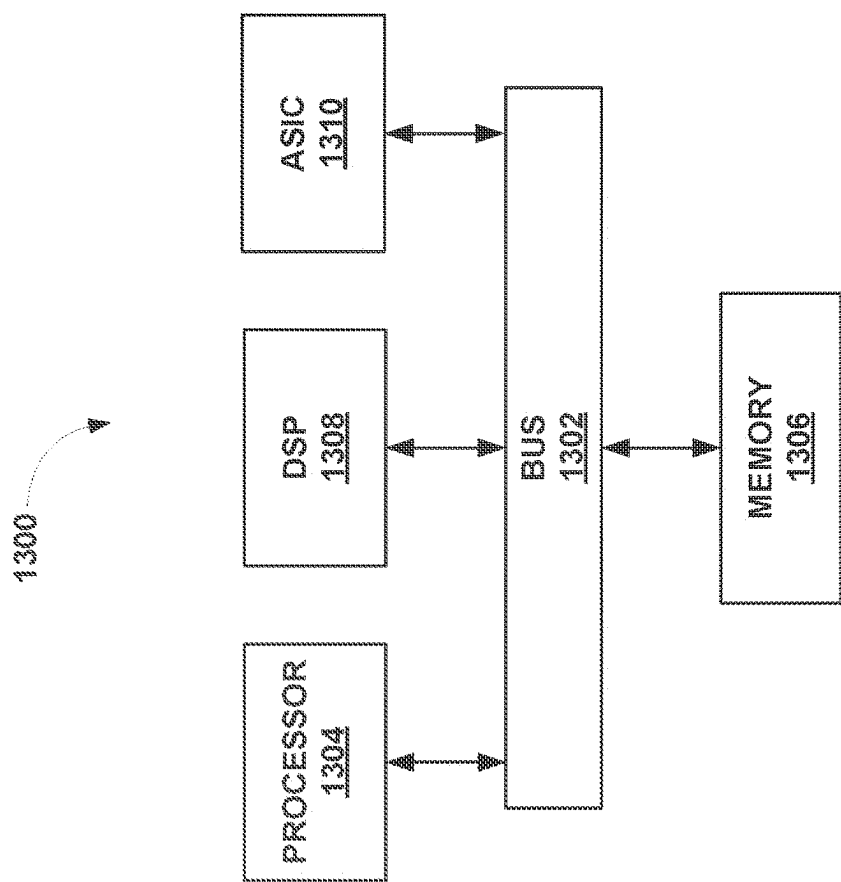 1300
PROCESSOR
1304
DSP
1308
ASIC
1310
BUS
1302
MEMORY
1306